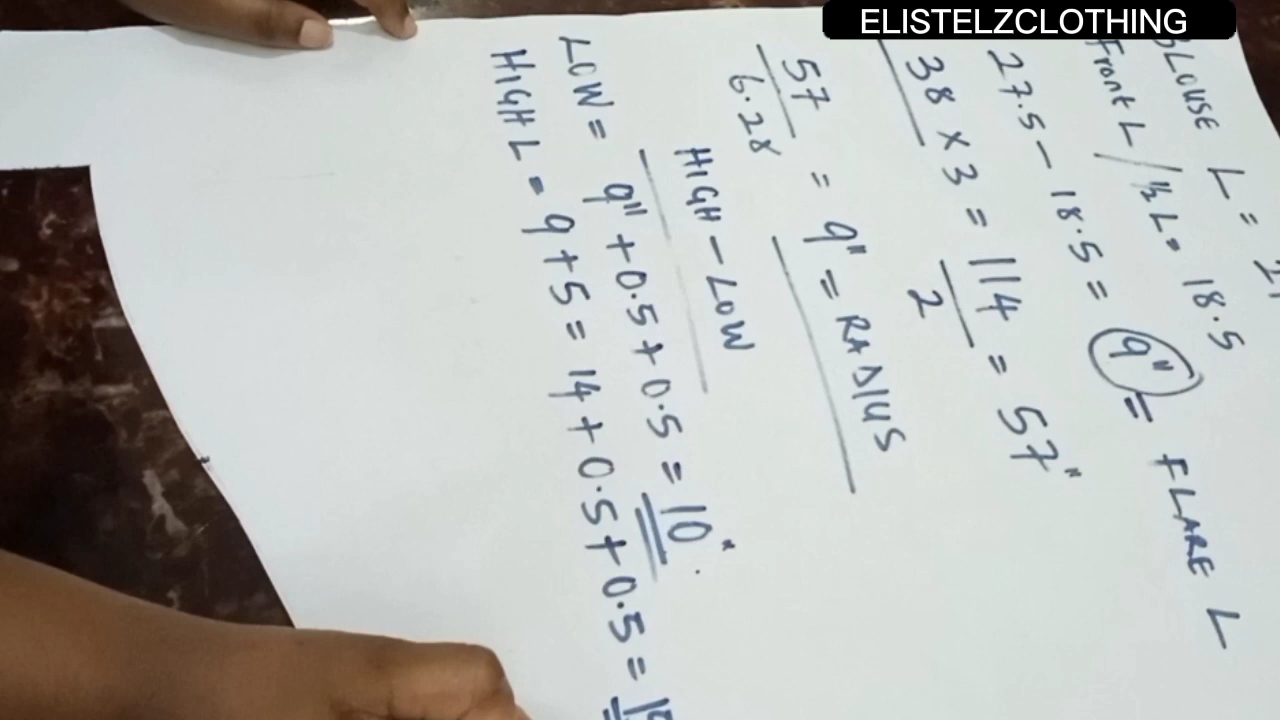 ELISTELZCLOTHING
BLOUSE L =
Front L / ½ L = 18.5
27.5 - 18.5 = 9" = FLARE L
38 × 3 = 114 = 57"
2
57 = 9" = RADIUS
6.28
HIGH - LOW
LOW = 9" + 0.5 + 0.5 = 10"
HIGH L = 9 + 5 = 14 + 0.5 + 0.5 =